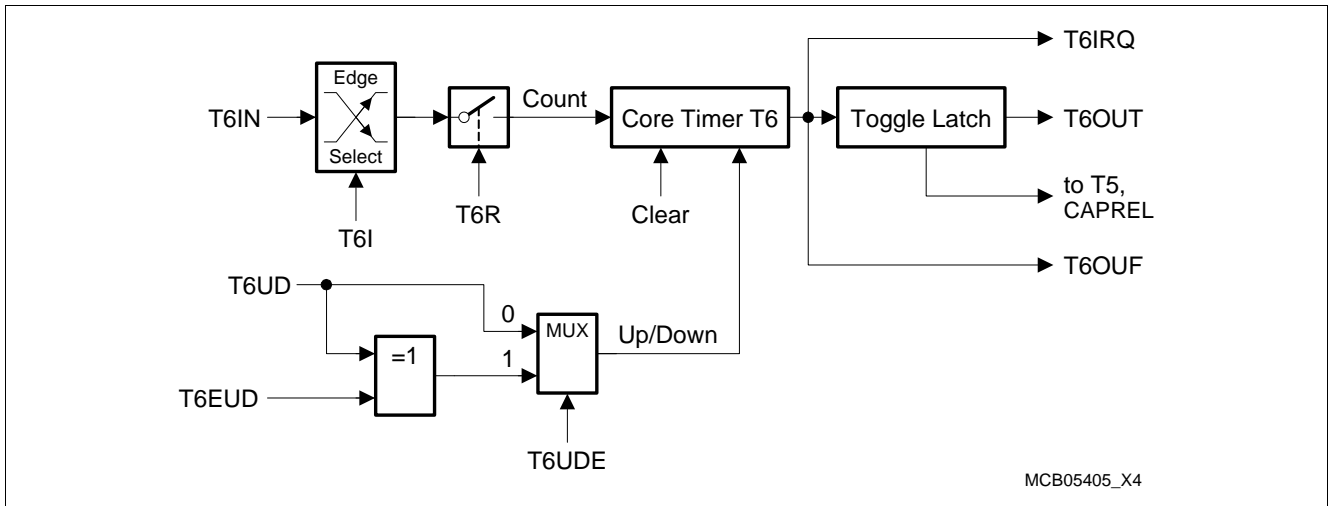 T6IRQ
Edge
Select
T6IN
Count
Core Timer T6
Toggle Latch
T6OUT
T6I
T6R
Clear
to T5,
CAPREL
T6UD
T6OUF
0
MUX
Up/Down
=1
1
T6EUD
T6UDE
MCB05405_X4